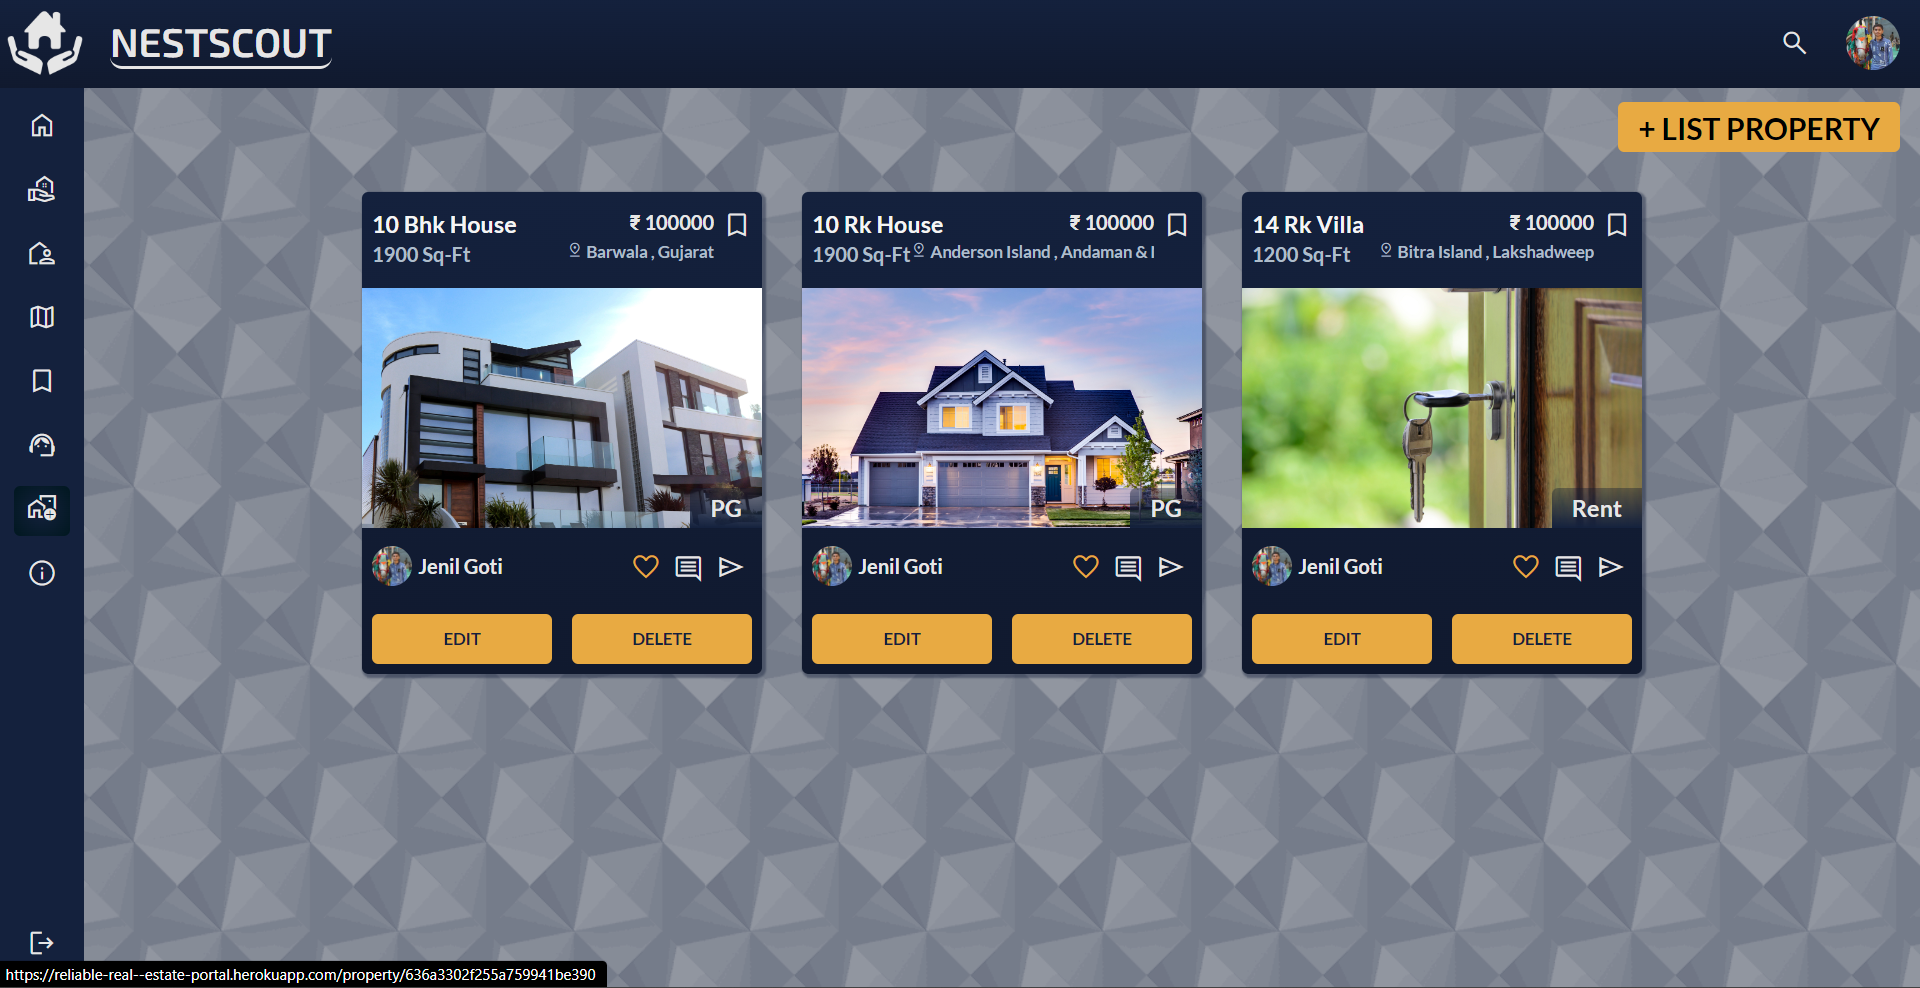 NESTSCOUT
+ LIST PROPERTY
10 Bhk House
₹ 100000
1900 Sq-Ft
Barwala , Gujarat
PG
Jenil Goti
EDIT
DELETE
10 Rk House
₹ 100000
1900 Sq-Ft
Anderson Island , Andaman & I
PG
Jenil Goti
EDIT
DELETE
14 Rk Villa
₹ 100000
1200 Sq-Ft
Bitra Island , Lakshadweep
Rent
Jenil Goti
EDIT
DELETE
https://reliable-real--estate-portal.herokuapp.com/property/636a3302f255a759941be390